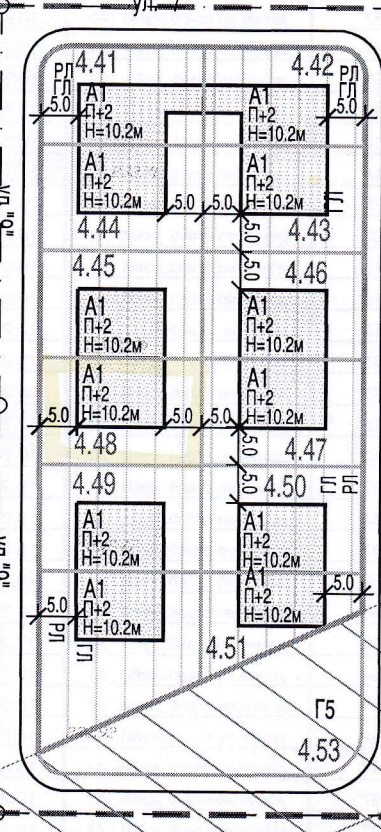 ул. "7
4.41 4.42
РЛ РЛ
ГЛ ГЛ
5.0 5.0
А1 А1
П+2 П+2
Н=10.2м Н=10.2м
А1 А1
П+2 П+2
Н=10.2м Н=10.2м
5.0 5.0 ГЛ
4.44 4.43
5.0
5.0
4.45 4.46
А1 А1
П+2 П+2
Н=10.2м Н=10.2м
А1 А1
П+2 П+2
Н=10.2м Н=10.2м
5.0 5.0 5.0
4.48 4.47
5.0
5.0
4.49 4.50 ГЛ РЛ
А1 А1
П+2 П+2
Н=10.2м Н=10.2м
А1 А1
П+2 П+2
Н=10.2м Н=10.2м
5.0 5.0
РЛ ГЛ
4.51
Г5
4.53
ул. "9"
ул. "9"